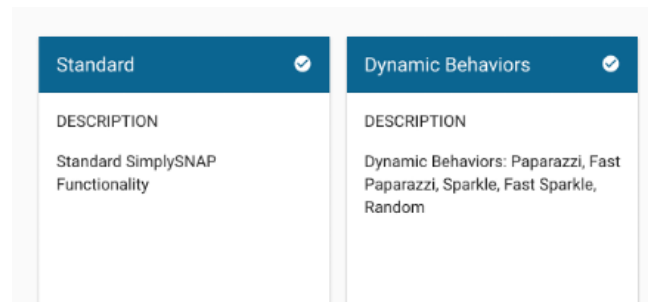 Standard
DESCRIPTION
Standard SimplySNAP
Functionality
Dynamic Behaviors
DESCRIPTION
Dynamic Behaviors: Paparazzi, Fast
Paparazzi, Sparkle, Fast Sparkle,
Random